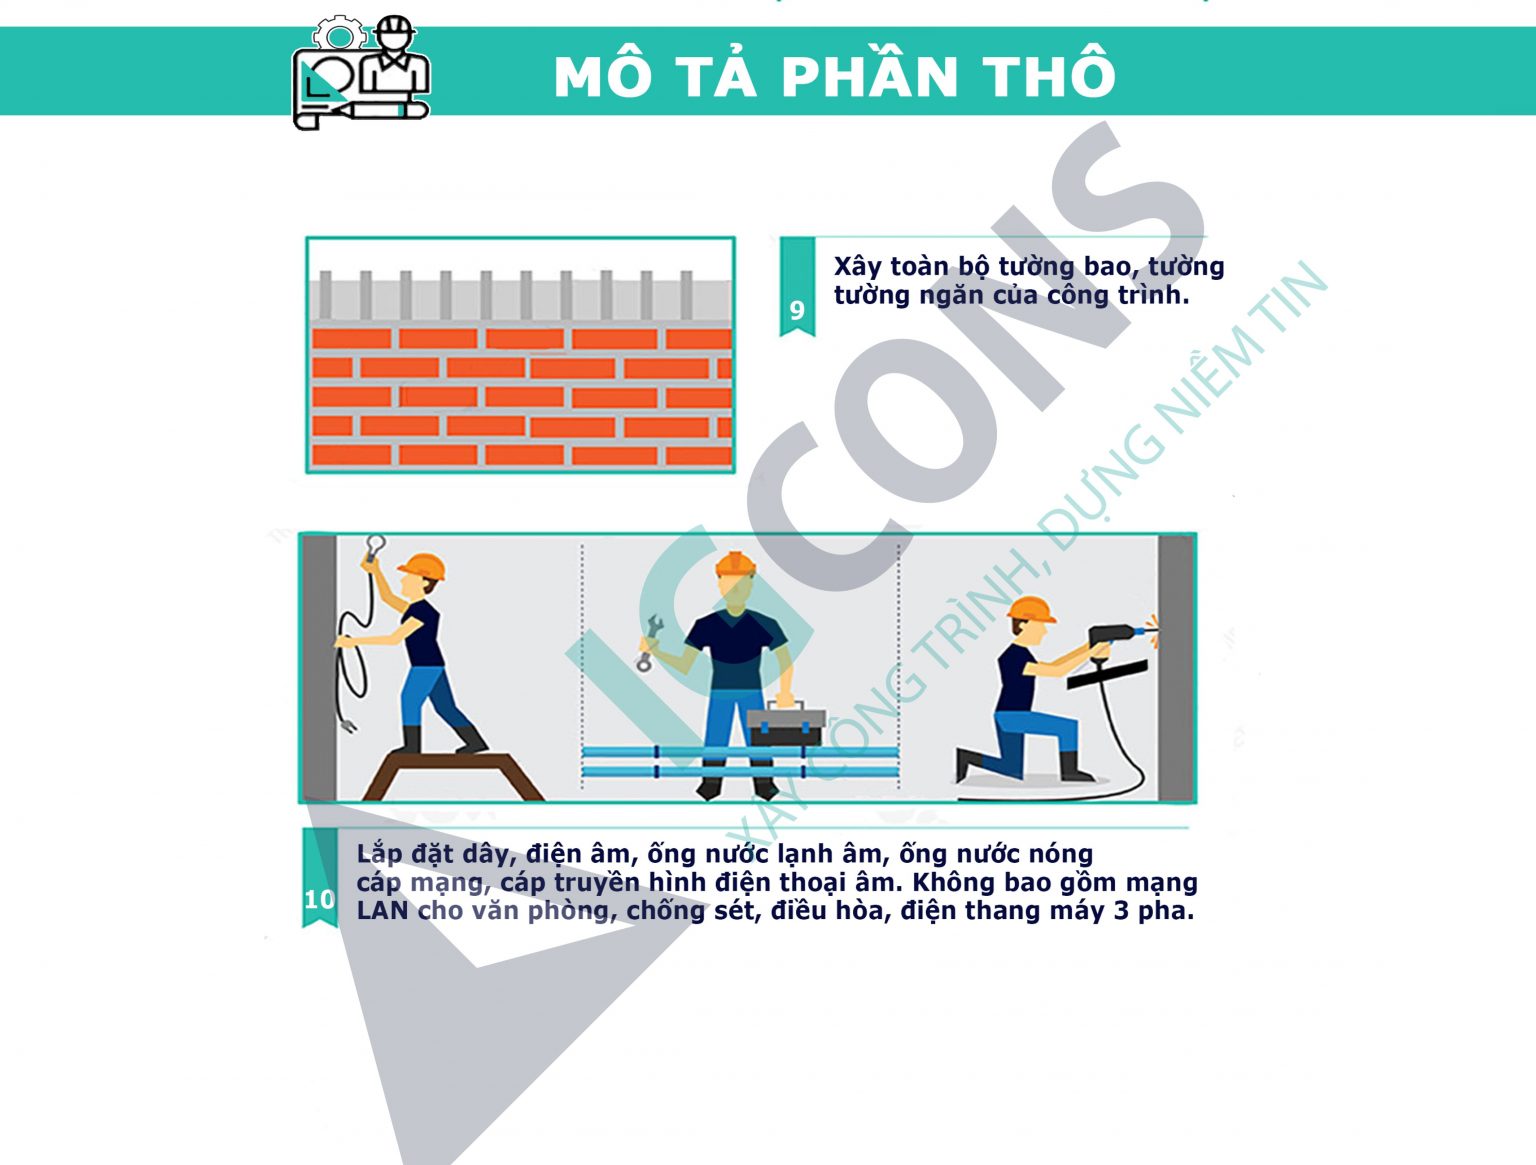 MÔ TẢ PHẦN THÔ
9
Xây toàn bộ tường bao, tường
tường ngăn của công trình.
IGCONS
XÂY CÔNG TRÌNH, DỰNG NIỀM TIN
10
Lắp đặt dây, điện âm, ống nước lạnh âm, ống nước nóng
cáp mạng, cáp truyền hình điện thoại âm. Không bao gồm mạng
LAN cho văn phòng, chống sét, điều hòa, điện thang máy 3 pha.